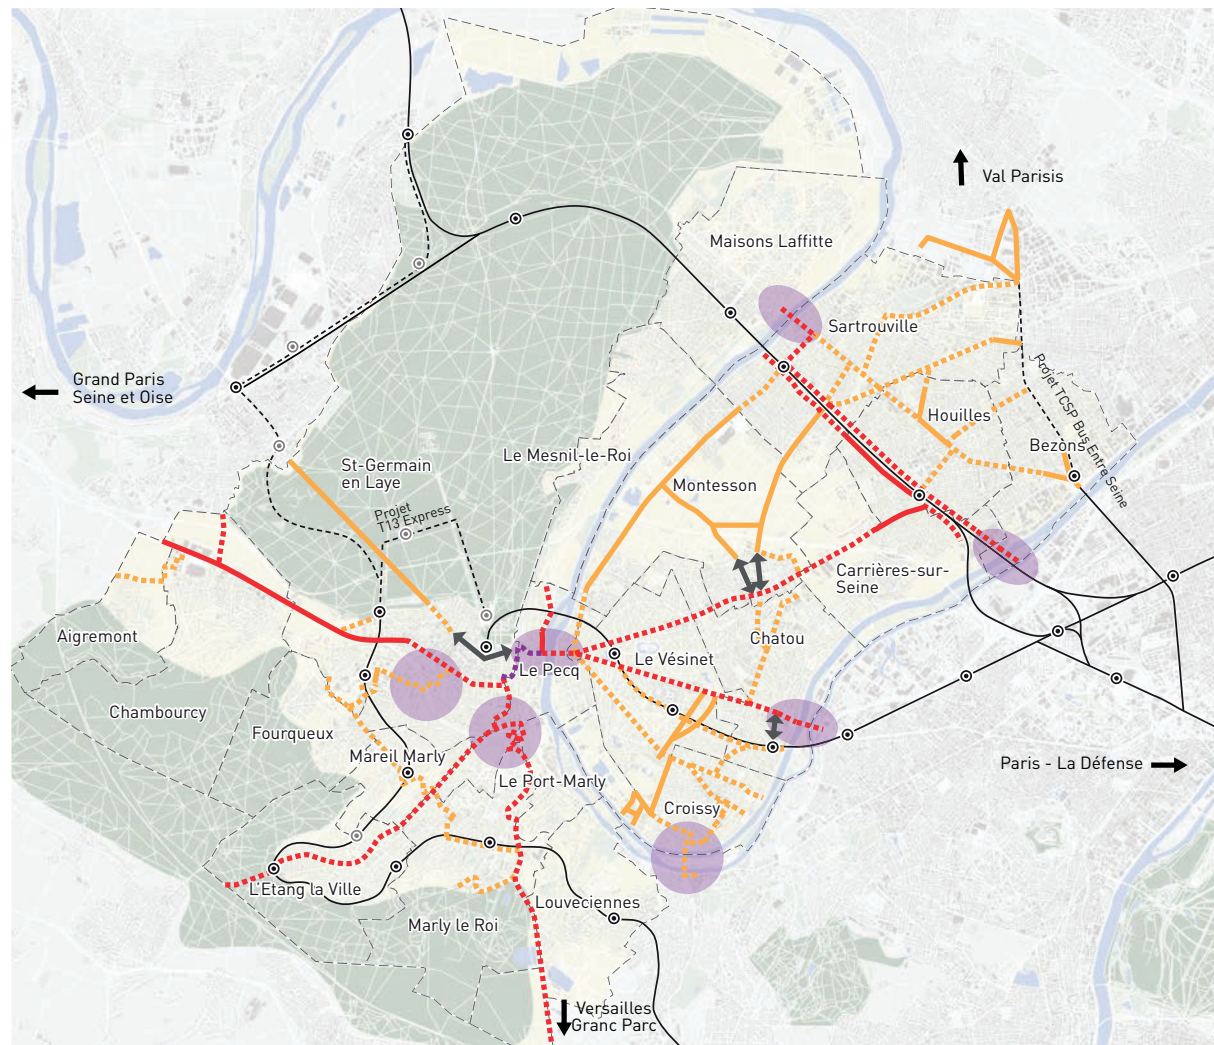 Val Parisis
Maisons Laffitte
Sartrouville
Grand Paris
Seine et Oise
Projet TCSP Bus Entre Seine
Houilles
Bezons
Le Mesnil-le-Roi
St-Germain
en Laye
Montesson
Projet
T13 Express
Carrières-sur-
Seine
Aigremont
Chatou
Le Vésinet
Le Pecq
Chambourcy
Fourqueux
Mareil Marly
Paris - La Défense
Le Port-Marly
Croissy
L'Etang la Ville
Louveciennes
Marly le Roi
Versailles
Granc Parc